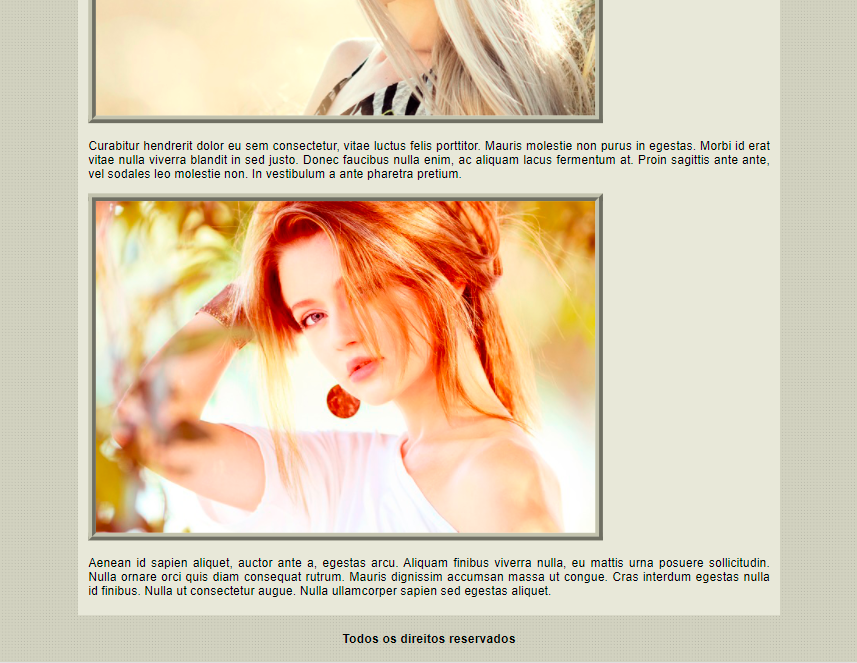 Curabitur hendrerit dolor eu sem consectetur, vitae luctus felis porttitor. Mauris molestie non purus in egestas. Morbi id erat
vitae nulla viverra blandit in sed justo. Donec faucibus nulla enim, ac aliquam lacus fermentum at. Proin sagittis ante ante,
vel sodales leo molestie non. In vestibulum a ante pharetra pretium.
Aenean id sapien aliquet, auctor ante a, egestas arcu. Aliquam finibus viverra nulla, eu mattis urna posuere sollicitudin.
Nulla ornare orci quis diam consequat rutrum. Mauris dignissim accumsan massa ut congue. Cras interdum egestas nulla
id finibus. Nulla ut consectetur augue. Nulla ullamcorper sapien sed egestas aliquet.
Todos os direitos reservados